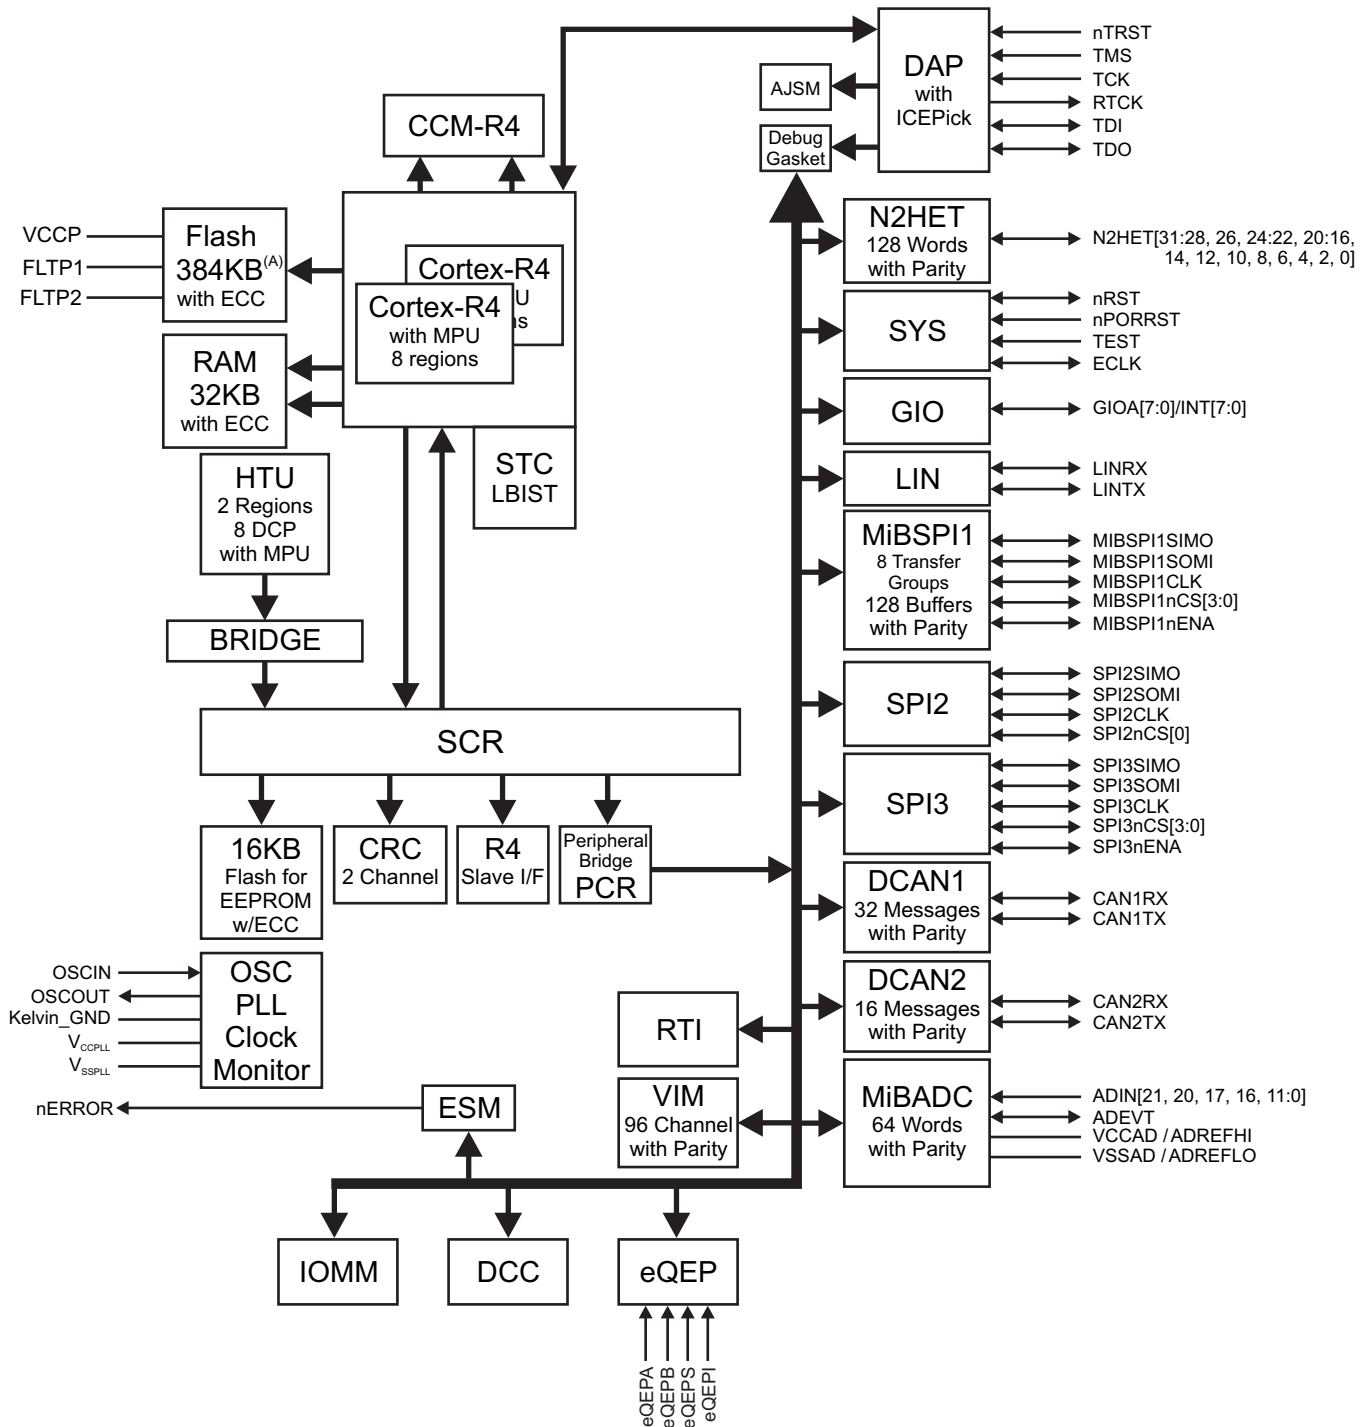 DAP
with
ICEPick
nTRST
TMS
TCK
RTCK
TDI
TDO
AJSM
Debug
Gasket
CCM-R4
VCCP
FLTP1
FLTP2
Flash
384KB(A)
with ECC
Cortex-R4
U
ns
Cortex-R4
with MPU
8 regions
RAM
32KB
with ECC
STC
LBIST
HTU
2 Regions
8 DCP
with MPU
BRIDGE
SCR
16KB
Flash for
EEPROM
w/ECC
CRC
2 Channel
R4
Slave I/F
Peripheral
Bridge
PCR
OSCIN
OSCOUT
Kelvin_GND
VCCPLL
VSSPLL
OSC
PLL
Clock
Monitor
nERROR
ESM
RTI
VIM
96 Channel
with Parity
IOMM
DCC
eQEP
eQEPA
eQEPB
eQEPS
eQEPI
N2HET
128 Words
with Parity
N2HET[31:28, 26, 24:22, 20:16,
14, 12, 10, 8, 6, 4, 2, 0]
SYS
nRST
nPORRST
TEST
ECLK
GIO
GIOA[7:0]/INT[7:0]
LIN
LINRX
LINTX
MiBSPI1
8 Transfer
Groups
128 Buffers
with Parity
MIBSPI1SIMO
MIBSPI1SOMI
MIBSPI1CLK
MIBSPI1nCS[3:0]
MIBSPI1nENA
SPI2
SPI2SIMO
SPI2SOMI
SPI2CLK
SPI2nCS[0]
SPI3
SPI3SIMO
SPI3SOMI
SPI3CLK
SPI3nCS[3:0]
SPI3nENA
DCAN1
32 Messages
with Parity
CAN1RX
CAN1TX
DCAN2
16 Messages
with Parity
CAN2RX
CAN2TX
MiBADC
64 Words
with Parity
ADIN[21, 20, 17, 16, 11:0]
ADEVT
VCCAD / ADREFHI
VSSAD / ADREFLO